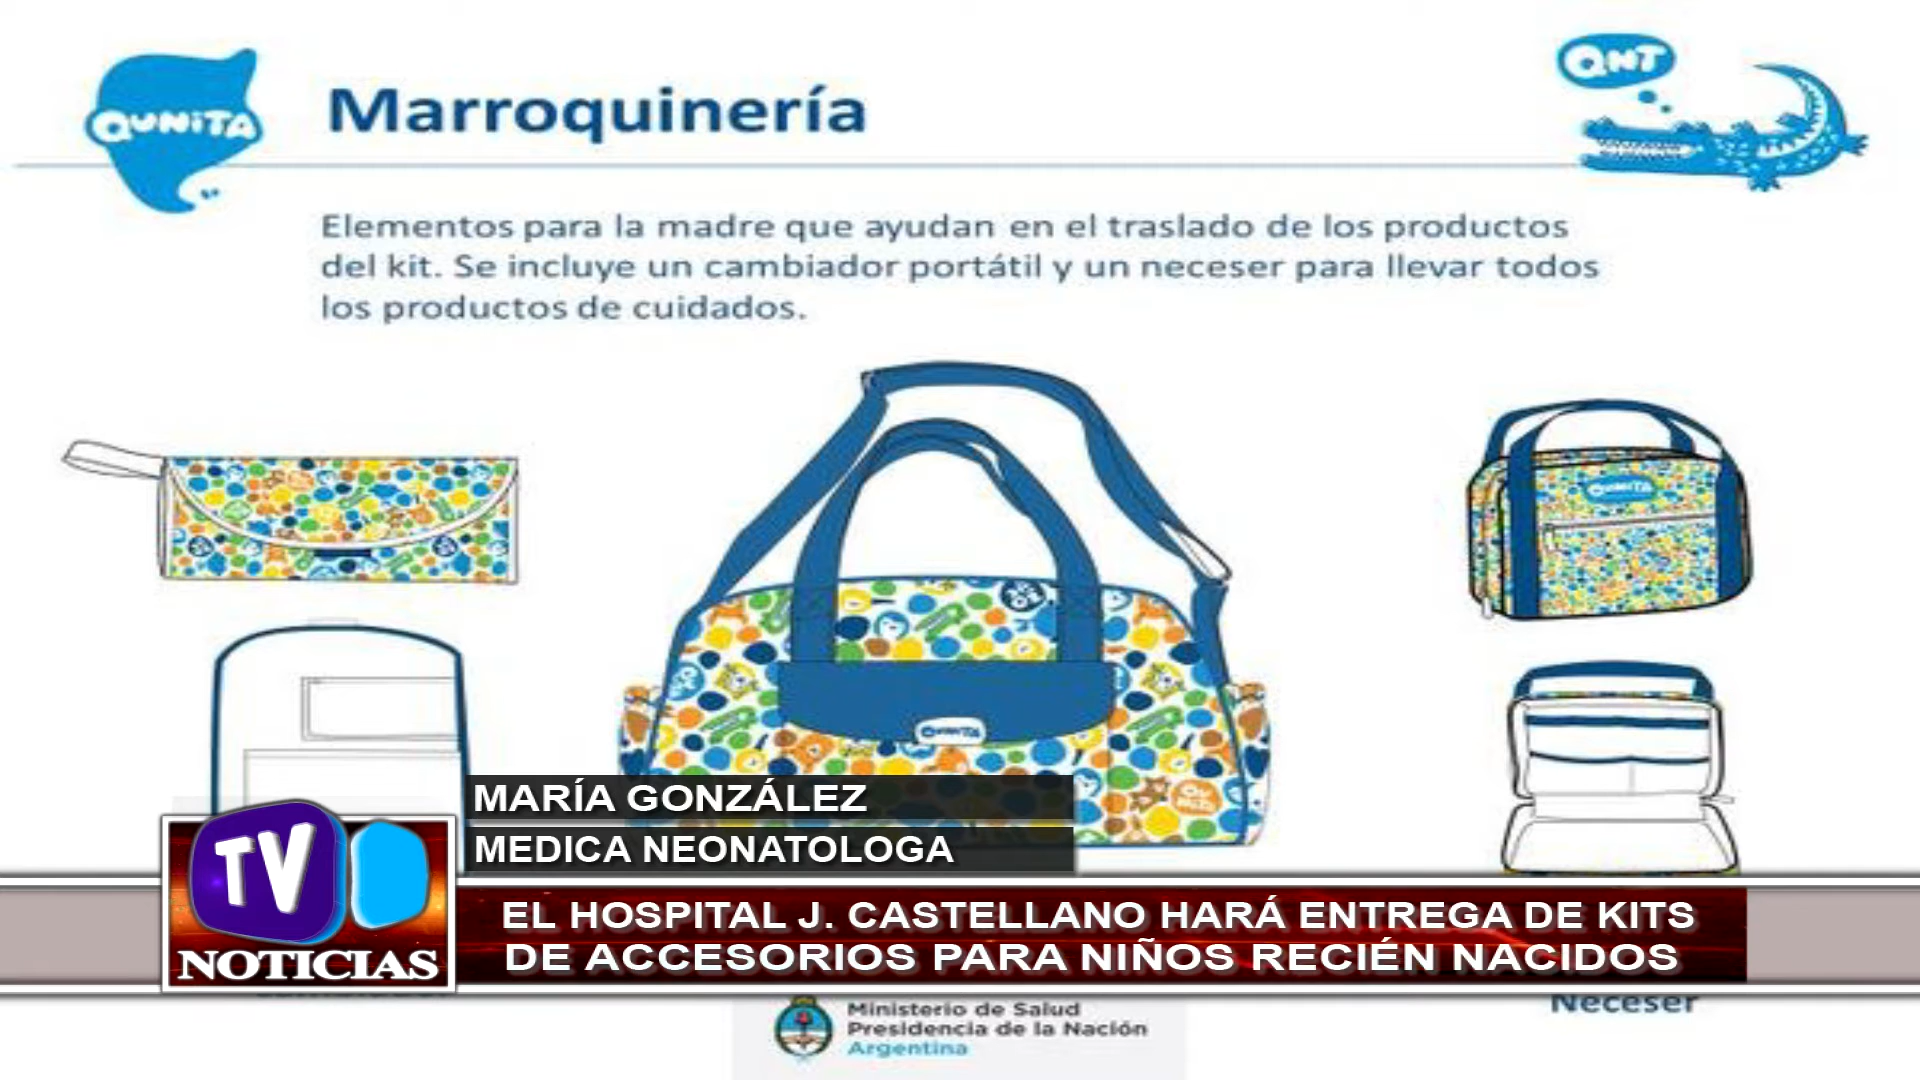 QUNITA
Marroquinería
QNT
Elementos para la madre que ayudan en el traslado de los productos
del kit. Se incluye un cambiador portátil y un neceser para llevar todos
los productos de cuidados.
QUNITA
QUNITA
MARÍA GONZÁLEZ
MEDICA NEONATOLOGA
TV
NOTICIAS
EL HOSPITAL J. CASTELLANO HARÁ ENTREGA DE KITS
DE ACCESORIOS PARA NIÑOS RECIÉN NACIDOS
Neceser
Ministerio de Salud
Presidencia de la Nación
Argentina